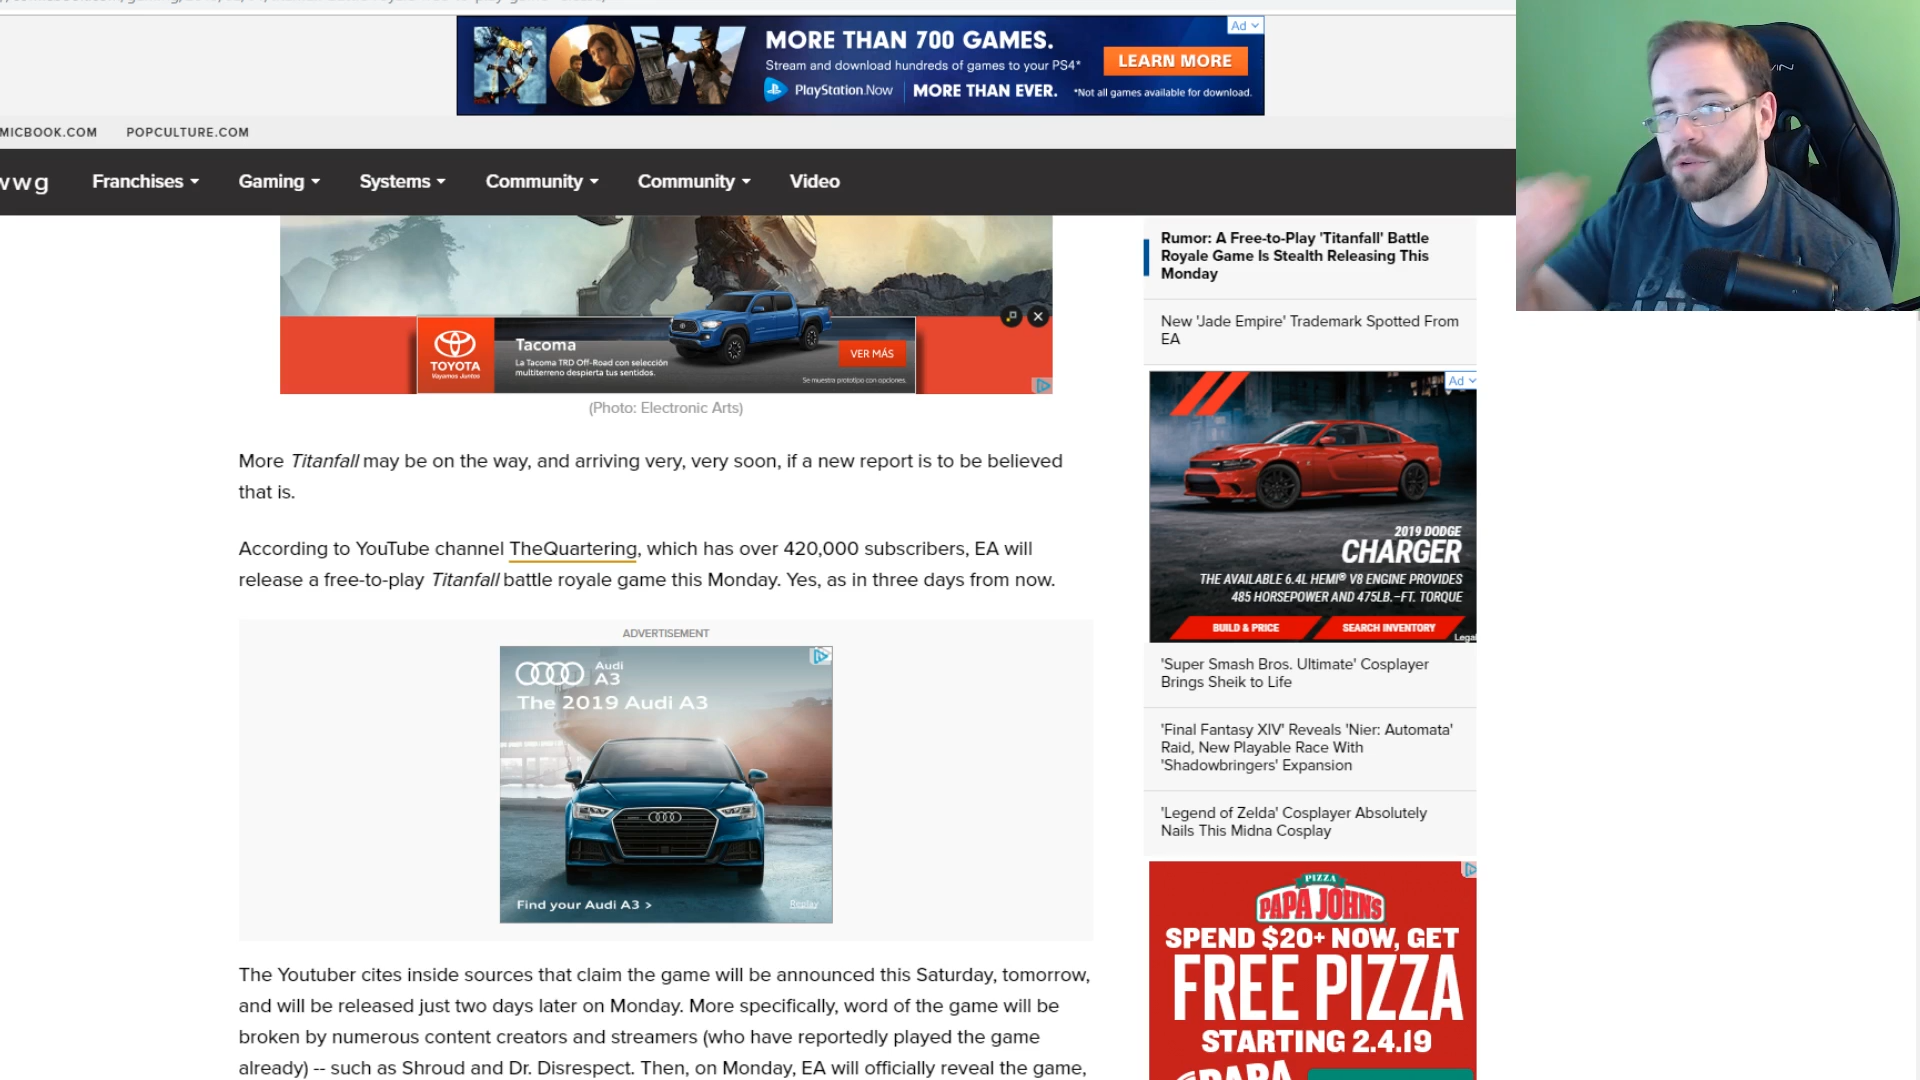 MORE THAN 700 GAMES.
Stream and download hundreds of games to your PS4*
PlayStation.Now
MORE THAN EVER.
*Not all games available for download.
LEARN MORE
Ad
NOW
MICBOOK.COM
POPCULTURE.COM
wwg
Franchises
Gaming
Systems
Community
Community
Video
TOYOTA
Vayamos Juntos
Tacoma
La Tacoma TRD Off-Road con selección
multiterreno despierta tus sentidos.
VER MÁS
Se muestra prototipo con opciones.
(Photo: Electronic Arts)
More Titanfall may be on the way, and arriving very, very soon, if a new report is to be believed
that is.
According to YouTube channel TheQuartering, which has over 420,000 subscribers, EA will
release a free-to-play Titanfall battle royale game this Monday. Yes, as in three days from now.
ADVERTISEMENT
Audi
A3
The 2019 Audi A3
Find your Audi A3 >
Replay
The Youtuber cites inside sources that claim the game will be announced this Saturday, tomorrow,
and will be released just two days later on Monday. More specifically, word of the game will be
broken by numerous content creators and streamers (who have reportedly played the game
already) -- such as Shroud and Dr. Disrespect. Then, on Monday, EA will officially reveal the game,
Rumor: A Free-to-Play 'Titanfall' Battle
Royale Game Is Stealth Releasing This
Monday
New 'Jade Empire' Trademark Spotted From
EA
Ad
2019 DODGE
CHARGER
THE AVAILABLE 6.4L HEMI® V8 ENGINE PROVIDES
485 HORSEPOWER AND 475LB.-FT. TORQUE
BUILD & PRICE
SEARCH INVENTORY
Legal
'Super Smash Bros. Ultimate' Cosplayer
Brings Sheik to Life
'Final Fantasy XIV' Reveals 'Nier: Automata'
Raid, New Playable Race With
'Shadowbringers' Expansion
'Legend of Zelda' Cosplayer Absolutely
Nails This Midna Cosplay
PIZZA
PAPA JOHNS
SPEND $20+ NOW, GET
FREE PIZZA
STARTING 2.4.19
PAPA